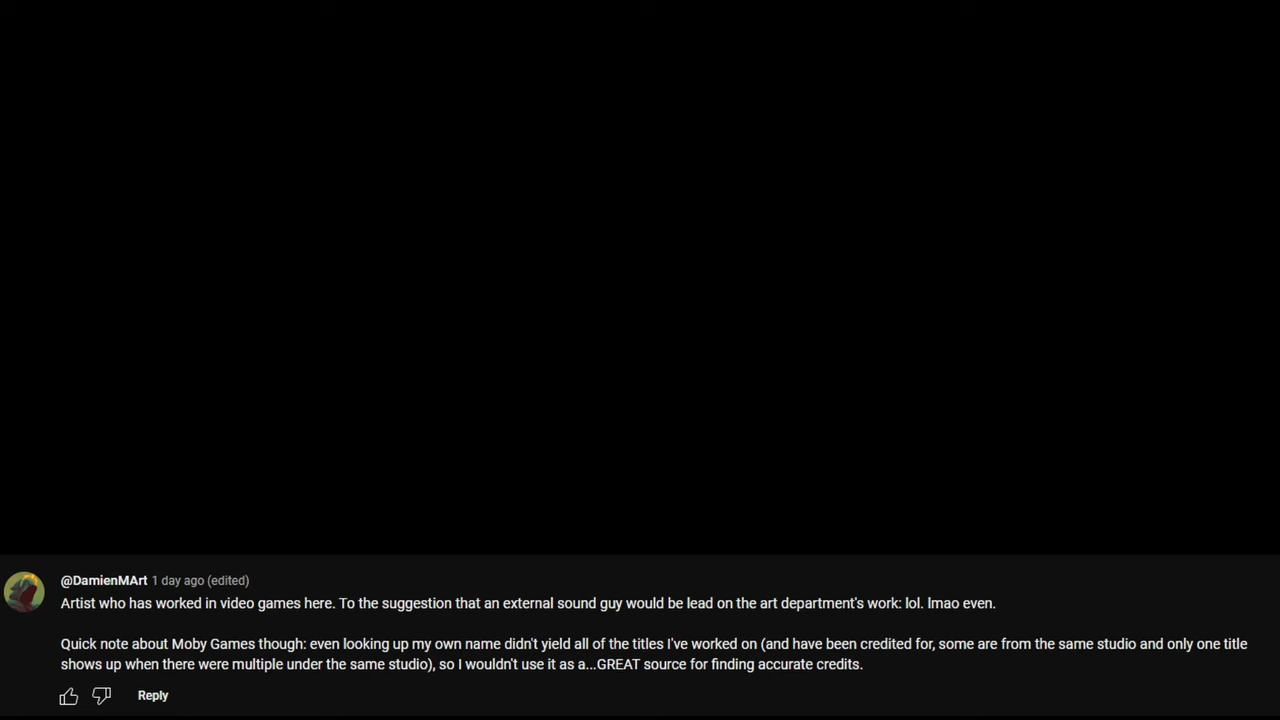 @DamienMArt 1 day ago (edited)
Artist who has worked in video games here. To the suggestion that an external sound guy would be lead on the art department's work: lol. lmao even.
Quick note about Moby Games though: even looking up my own name didn't yield all of the titles I've worked on (and have been credited for, some are from the same studio and only one title
shows up when there were multiple under the same studio), so I wouldn't use it as a...GREAT source for finding accurate credits.
Reply